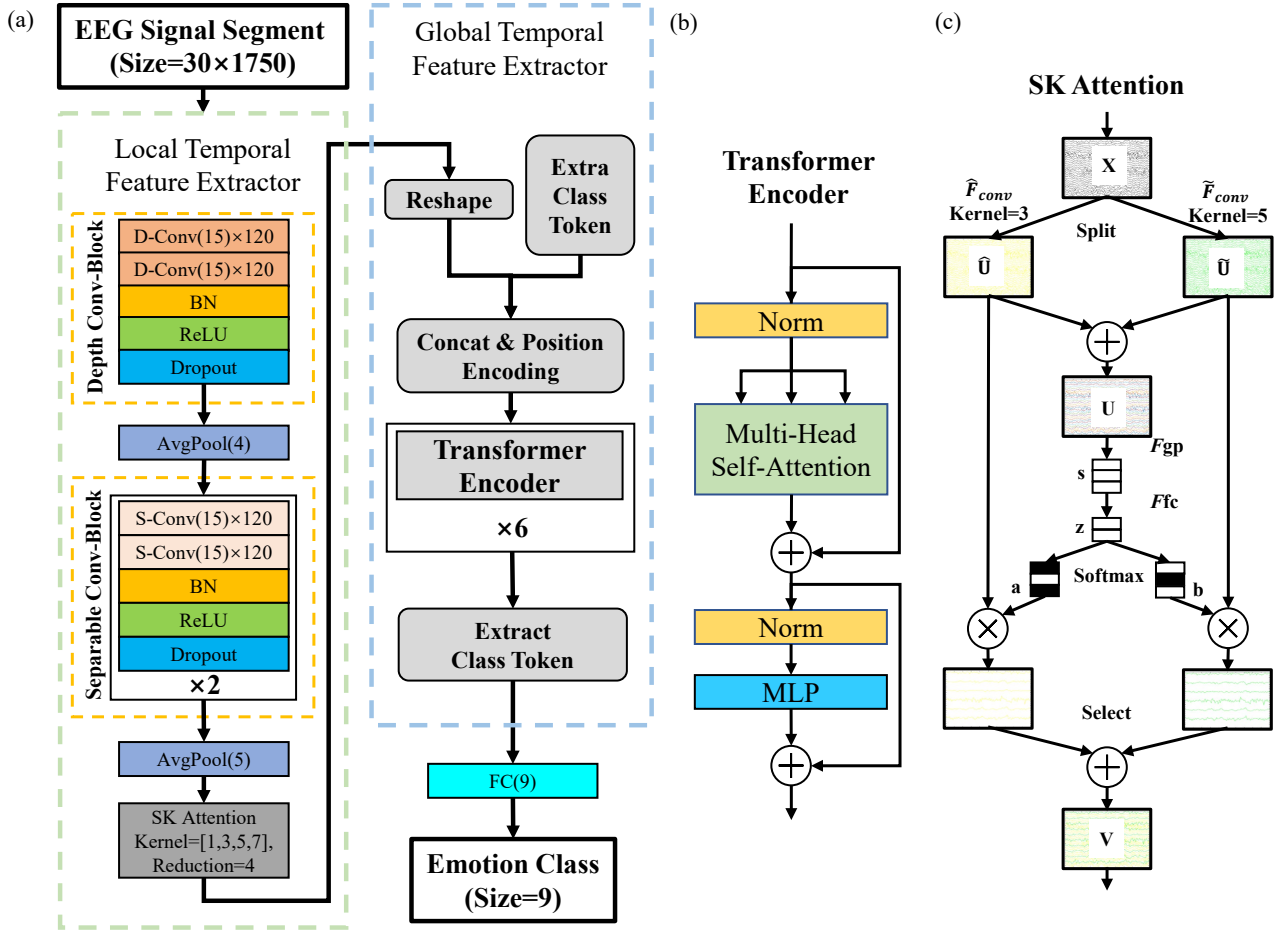 (a)
EEG Signal Segment
(Size=30×1750)
Local Temporal
Feature Extractor
Depth Conv-Block
D-Conv(15)×120
D-Conv(15)×120
BN
ReLU
Dropout
AvgPool(4)
Separable Conv-Block
S-Conv(15)×120
S-Conv(15)×120
BN
ReLU
Dropout
×2
AvgPool(5)
SK Attention
Kernel=[1,3,5,7],
Reduction=4
Global Temporal
Feature Extractor
Reshape
Extra
Class
Token
Concat & Position
Encoding
Transformer
Encoder
×6
Extract
Class Token
FC(9)
Emotion Class
(Size=9)
(b)
Transformer
Encoder
Norm
Multi-Head
Self-Attention
Norm
MLP
(c)
SK Attention
X
F̂conv
Kernel=3
F̃conv
Kernel=5
Split
Û
Ũ
U
Fgp
s
Ffc
z
a
Softmax
b
Select
V